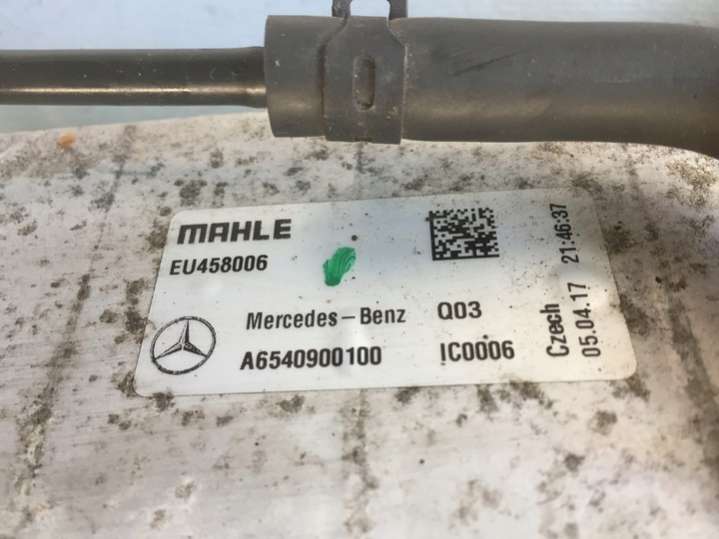 MAHLE
EU458006
Mercedes-Benz Q03
A6540900100 IC0006
Czech
05.04.17 21:46:37